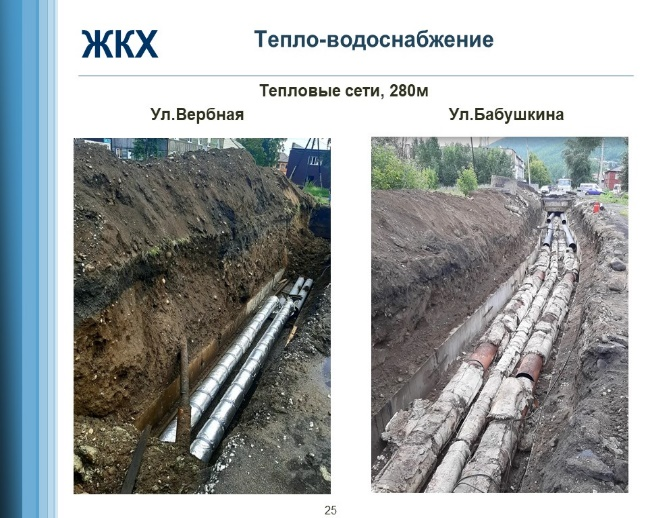 ЖКХ
Тепло-водоснабжение
Тепловые сети, 280м
Ул.Вербная
Ул.Бабушкина
25